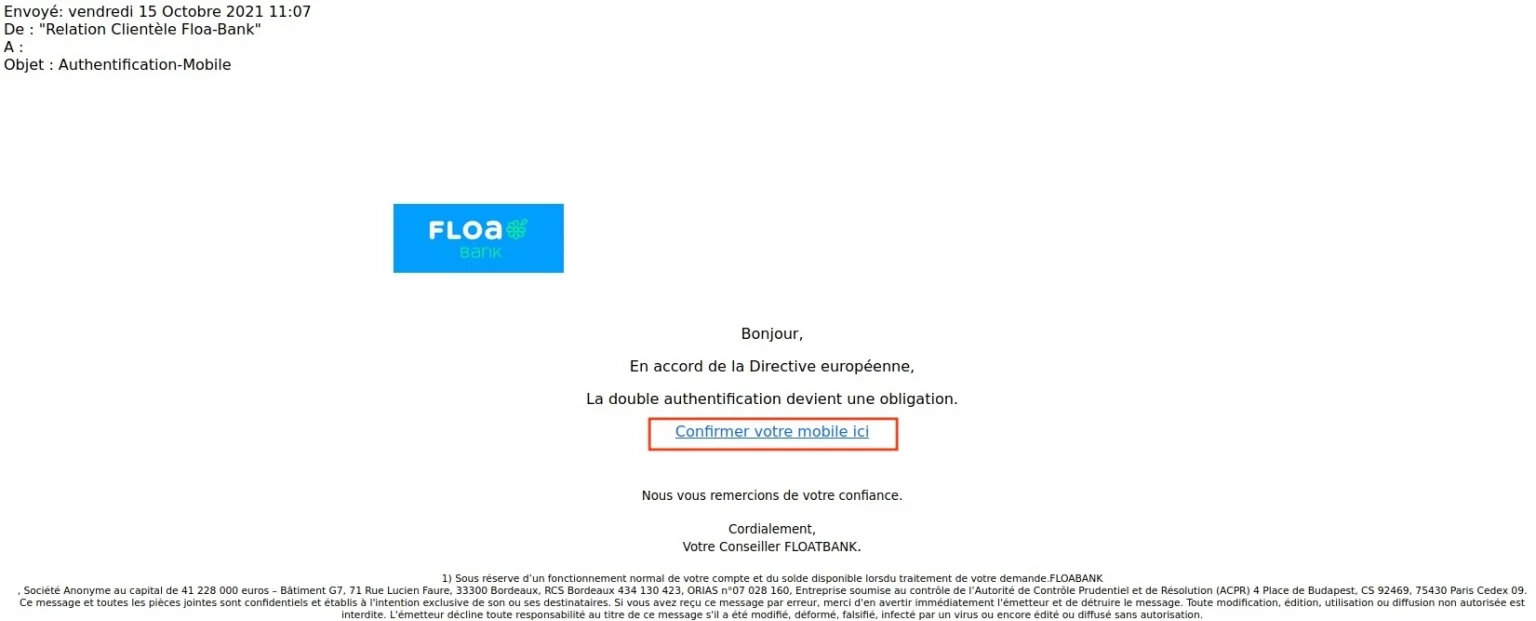 Envoyé: vendredi 15 Octobre 2021 11:07
De : "Relation Clientèle Floa-Bank"
A :
Objet : Authentification-Mobile
FLOa
Bank
Bonjour,
En accord de la Directive européenne,
La double authentification devient une obligation.
Confirmer votre mobile ici
Nous vous remercions de votre confiance.
Cordialement,
Votre Conseiller FLOATBANK.
1) Sous réserve d’un fonctionnement normal de votre compte et du solde disponible lorsdu traitement de votre demande.FLOABANK
, Société Anonyme au capital de 41 228 000 euros – Bâtiment G7, 71 Rue Lucien Faure, 33300 Bordeaux, RCS Bordeaux 434 130 423, ORIAS n°07 028 160, Entreprise soumise au contrôle de l’Autorité de Contrôle Prudentiel et de Résolution (ACPR) 4 Place de Budapest, CS 92469, 75430 Paris Cedex 09.
Ce message et toutes les pièces jointes sont confidentiels et établis à l'intention exclusive de son ou ses destinataires. Si vous avez reçu ce message par erreur, merci d'en avertir immédiatement l'émetteur et de détruire le message. Toute modification, édition, utilisation ou diffusion non autorisée est
interdite. L'émetteur décline toute responsabilité au titre de ce message s'il a été modifié, déformé, falsifié, infecté par un virus ou encore édité ou diffusé sans autorisation.